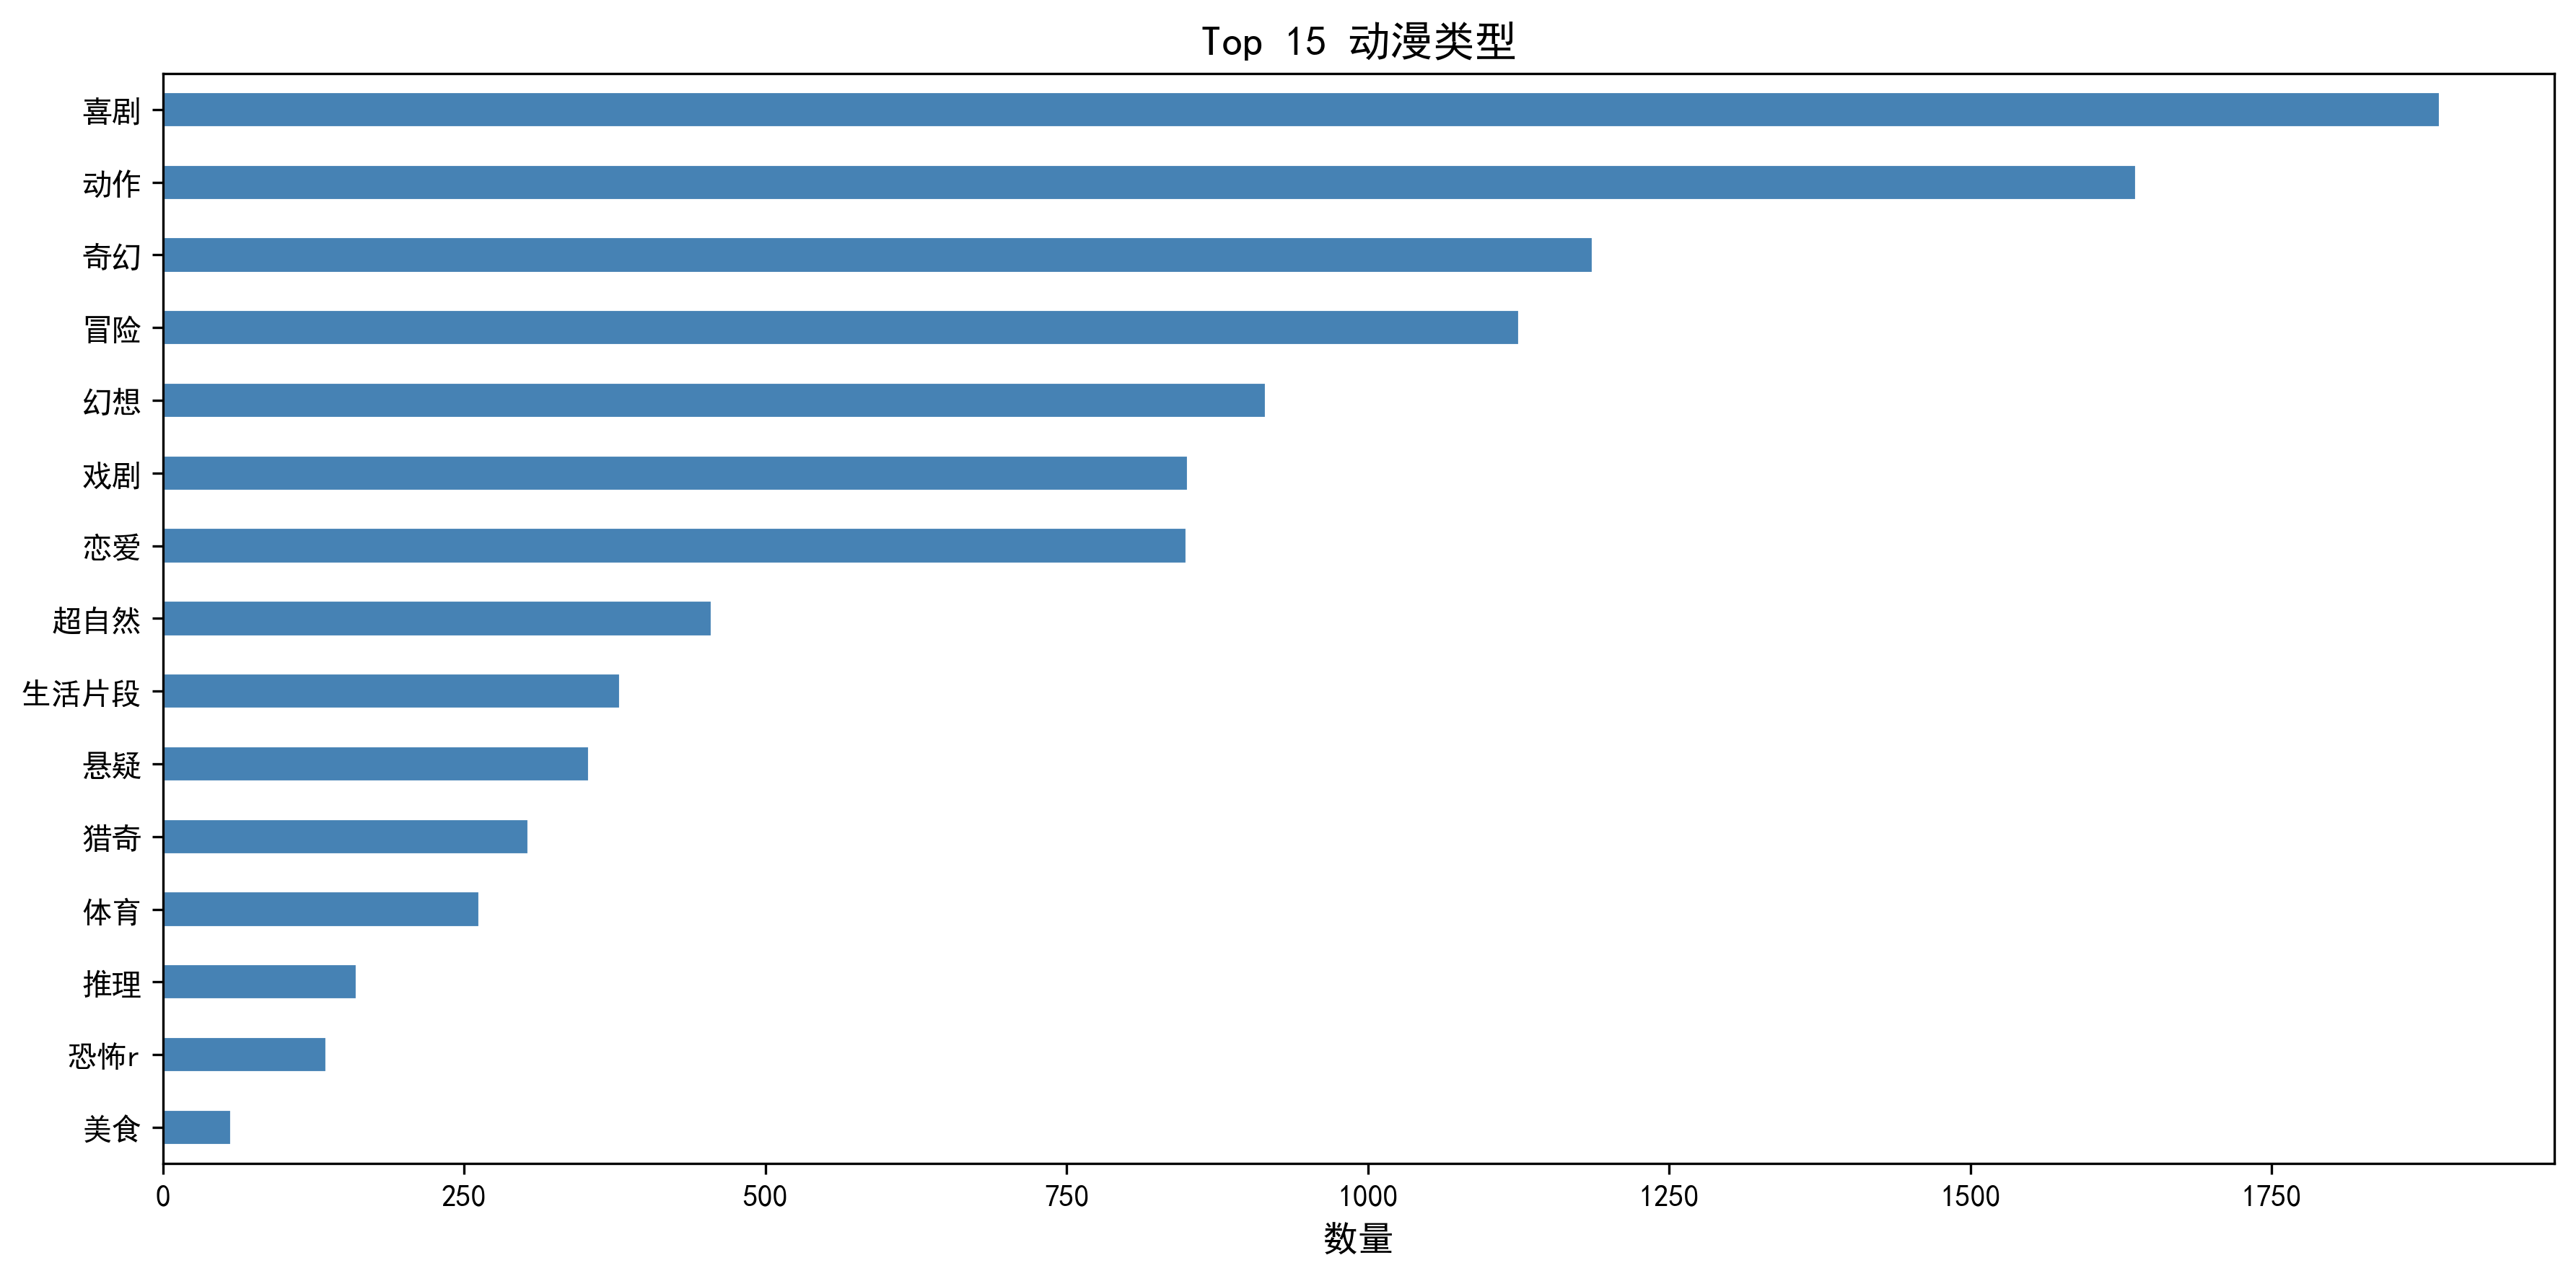 Top 15 动漫类型
喜剧
动作
奇幻
冒险
幻想
戏剧
恋爱
超自然
生活片段
悬疑
猎奇
体育
推理
恐怖r
美食
0 250 500 750 1000 1250 1500 1750
数量